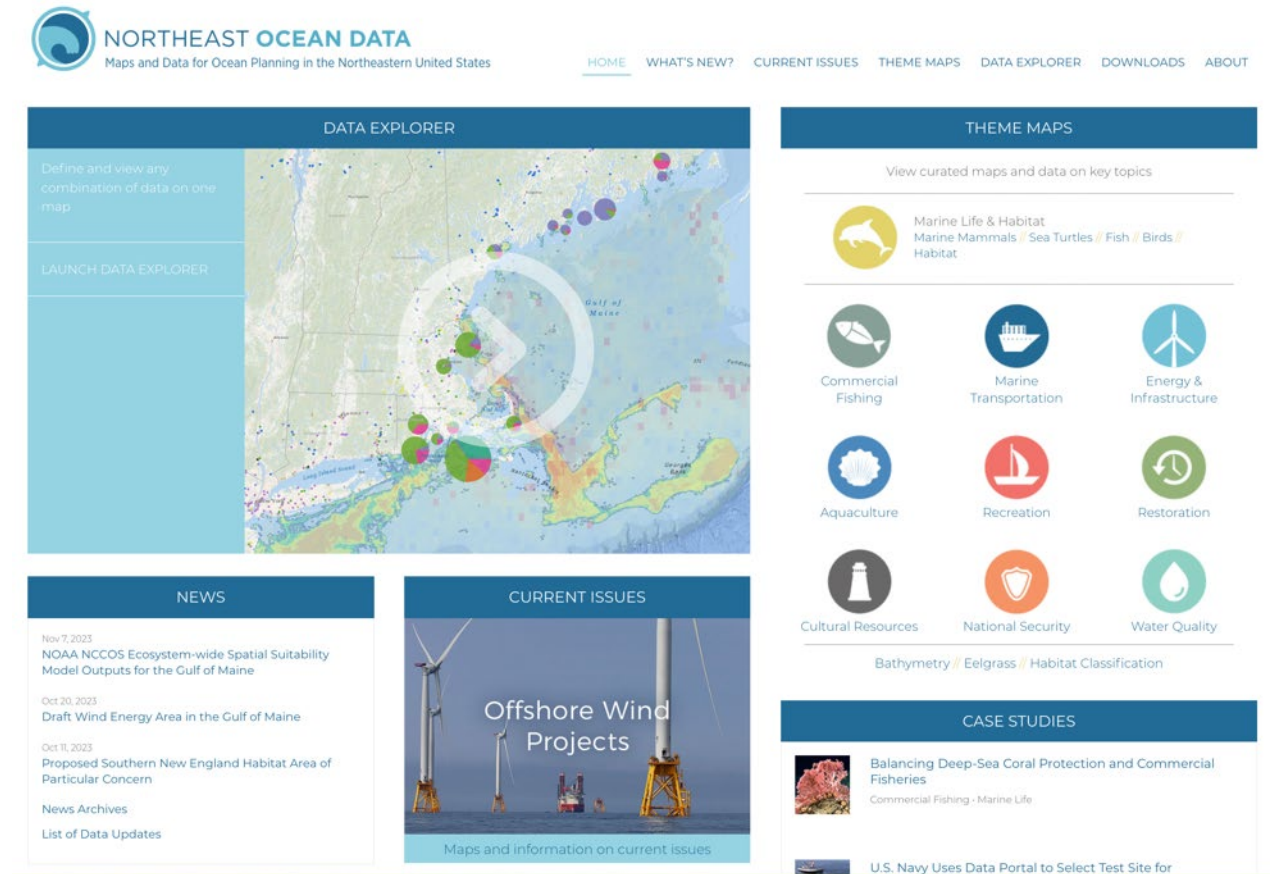 NORTHEAST OCEAN DATA
Maps and Data for Ocean Planning in the Northeastern United States
HOME
WHAT'S NEW?
CURRENT ISSUES
THEME MAPS
DATA EXPLORER
DOWNLOADS
ABOUT
DATA EXPLORER
Define and view any
combination of data on one
map
LAUNCH DATA EXPLORER
Gulf of
Maine
Long Island Sound
Georges
Bank
THEME MAPS
View curated maps and data on key topics
Marine Life & Habitat
Marine Mammals // Sea Turtles // Fish // Birds //
Habitat
Commercial
Fishing
Marine
Transportation
Energy &
Infrastructure
Aquaculture
Recreation
Restoration
Cultural Resources
National Security
Water Quality
Bathymetry // Eelgrass // Habitat Classification
NEWS
Nov 7, 2023
NOAA NCCOS Ecosystem-wide Spatial Suitability
Model Outputs for the Gulf of Maine
Oct 20, 2023
Draft Wind Energy Area in the Gulf of Maine
Oct 11, 2023
Proposed Southern New England Habitat Area of
Particular Concern
News Archives
List of Data Updates
CURRENT ISSUES
Offshore Wind
Projects
Maps and information on current issues
CASE STUDIES
Balancing Deep-Sea Coral Protection and Commercial
Fisheries
Commercial Fishing • Marine Life
U.S. Navy Uses Data Portal to Select Test Site for